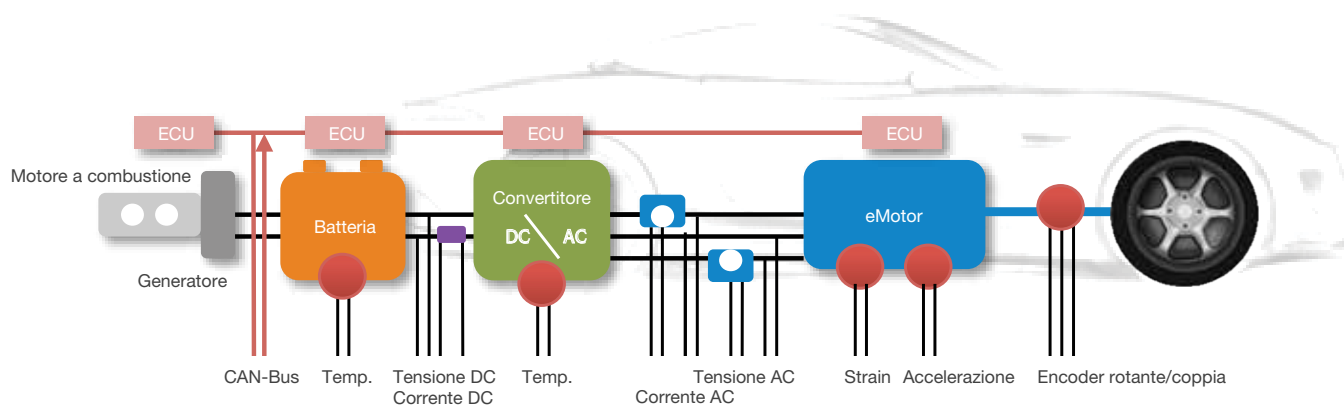 ECU
ECU
ECU
ECU
Motore a combustione
Generatore
Batteria
Convertitore
DC AC
eMotor
CAN-Bus
Temp.
Tensione DC
Corrente DC
Temp.
Tensione AC
Corrente AC
Strain
Accelerazione
Encoder rotante/coppia